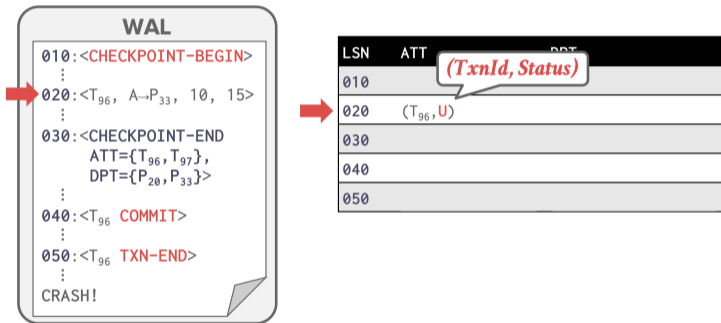 WAL
010:<CHECKPOINT-BEGIN>
⋮
020:<T₉₆, A→P₃₃, 10, 15>
⋮
030:<CHECKPOINT-END
ATT={T₉₆,T₉₇},
DPT={P₂₀,P₃₃}>
⋮
040:<T₉₆ COMMIT>
⋮
050:<T₉₆ TXN-END>
⋮
CRASH!
LSN ATT DPT
(TxnId, Status)
010
020 (T₉₆,U)
030
040
050